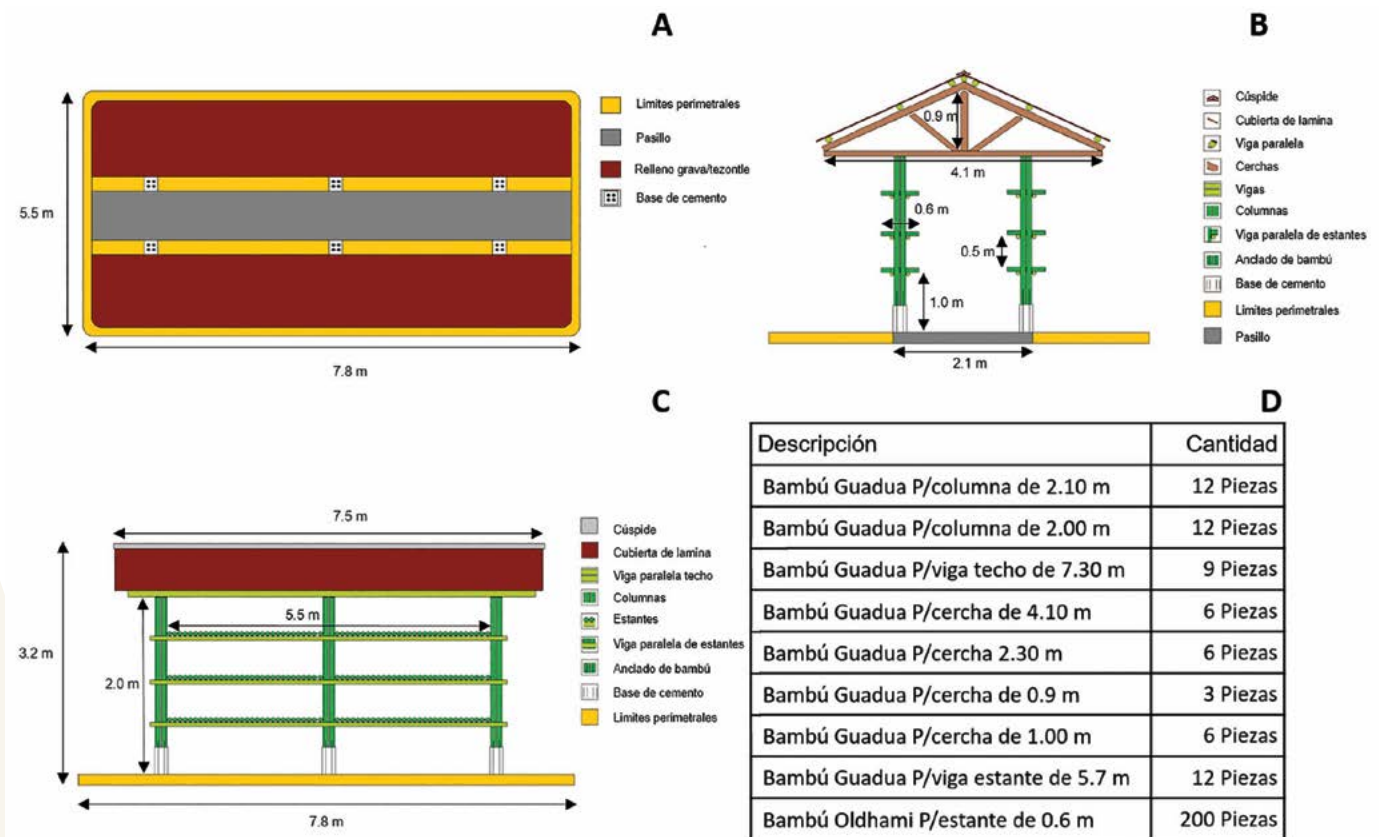 A
5.5 m
7.8 m
Limites perimetrales
Pasillo
Relleno grava/tezontle
Base de cemento
B
0.9 m
4.1 m
0.6 m
0.5 m
1.0 m
2.1 m
Cúspide
Cubierta de lamina
Viga paralela
Cerchas
Vigas
Columnas
Viga paralela de estantes
Anclado de bambú
Base de cemento
Limites perimetrales
Pasillo
C
7.5 m
5.5 m
3.2 m
2.0 m
7.8 m
Cúspide
Cubierta de lamina
Viga paralela techo
Columnas
Estantes
Viga paralela de estantes
Anclado de bambú
Base de cemento
Limites perimetrales
D
Descripción Cantidad
Bambú Guadua P/columna de 2.10 m 12 Piezas
Bambú Guadua P/columna de 2.00 m 12 Piezas
Bambú Guadua P/viga techo de 7.30 m 9 Piezas
Bambú Guadua P/cercha de 4.10 m 6 Piezas
Bambú Guadua P/cercha 2.30 m 6 Piezas
Bambú Guadua P/cercha de 0.9 m 3 Piezas
Bambú Guadua P/cercha de 1.00 m 6 Piezas
Bambú Guadua P/viga estante de 5.7 m 12 Piezas
Bambú Oldhami P/estante de 0.6 m 200 Piezas